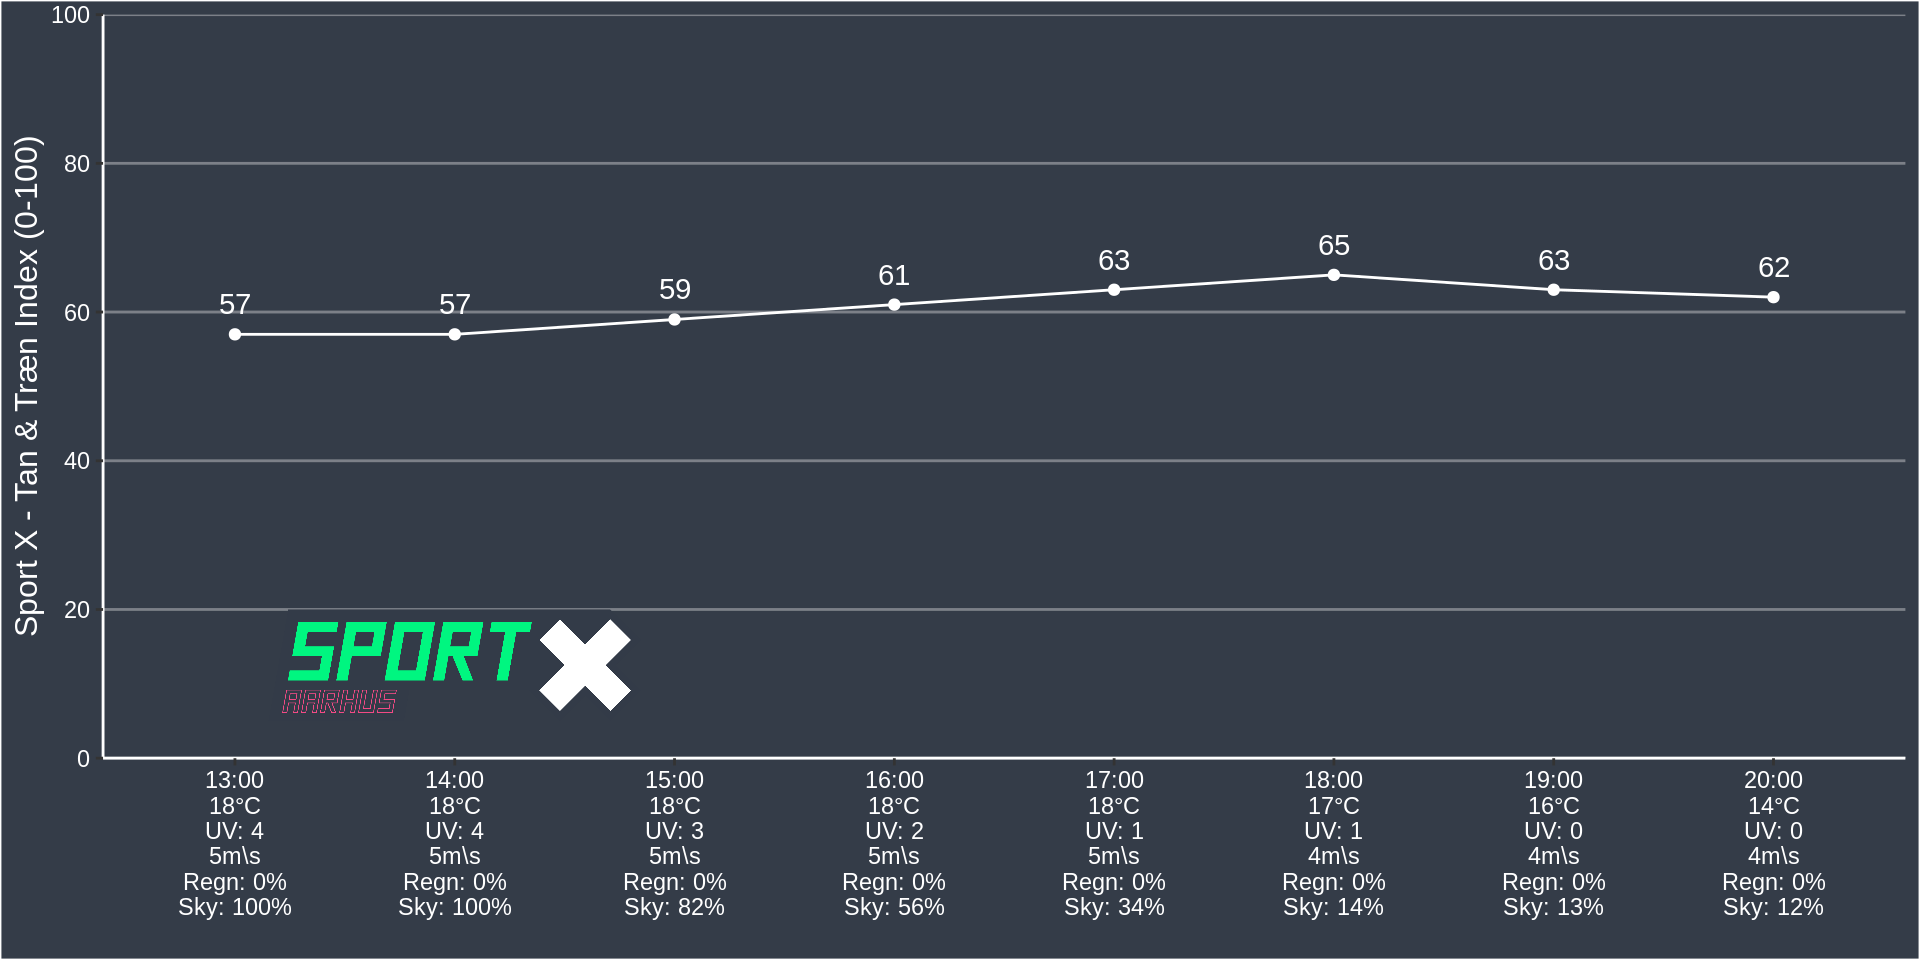 Sport X - Tan & Træn Index (0-100)
100
80
60
40
20
0
57
57
59
61
63
65
63
62
SPORT X
AARHUS
13:00
18°C
UV: 4
5m\s
Regn: 0%
Sky: 100%
14:00
18°C
UV: 4
5m\s
Regn: 0%
Sky: 100%
15:00
18°C
UV: 3
5m\s
Regn: 0%
Sky: 82%
16:00
18°C
UV: 2
5m\s
Regn: 0%
Sky: 56%
17:00
18°C
UV: 1
5m\s
Regn: 0%
Sky: 34%
18:00
17°C
UV: 1
4m\s
Regn: 0%
Sky: 14%
19:00
16°C
UV: 0
4m\s
Regn: 0%
Sky: 13%
20:00
14°C
UV: 0
4m\s
Regn: 0%
Sky: 12%